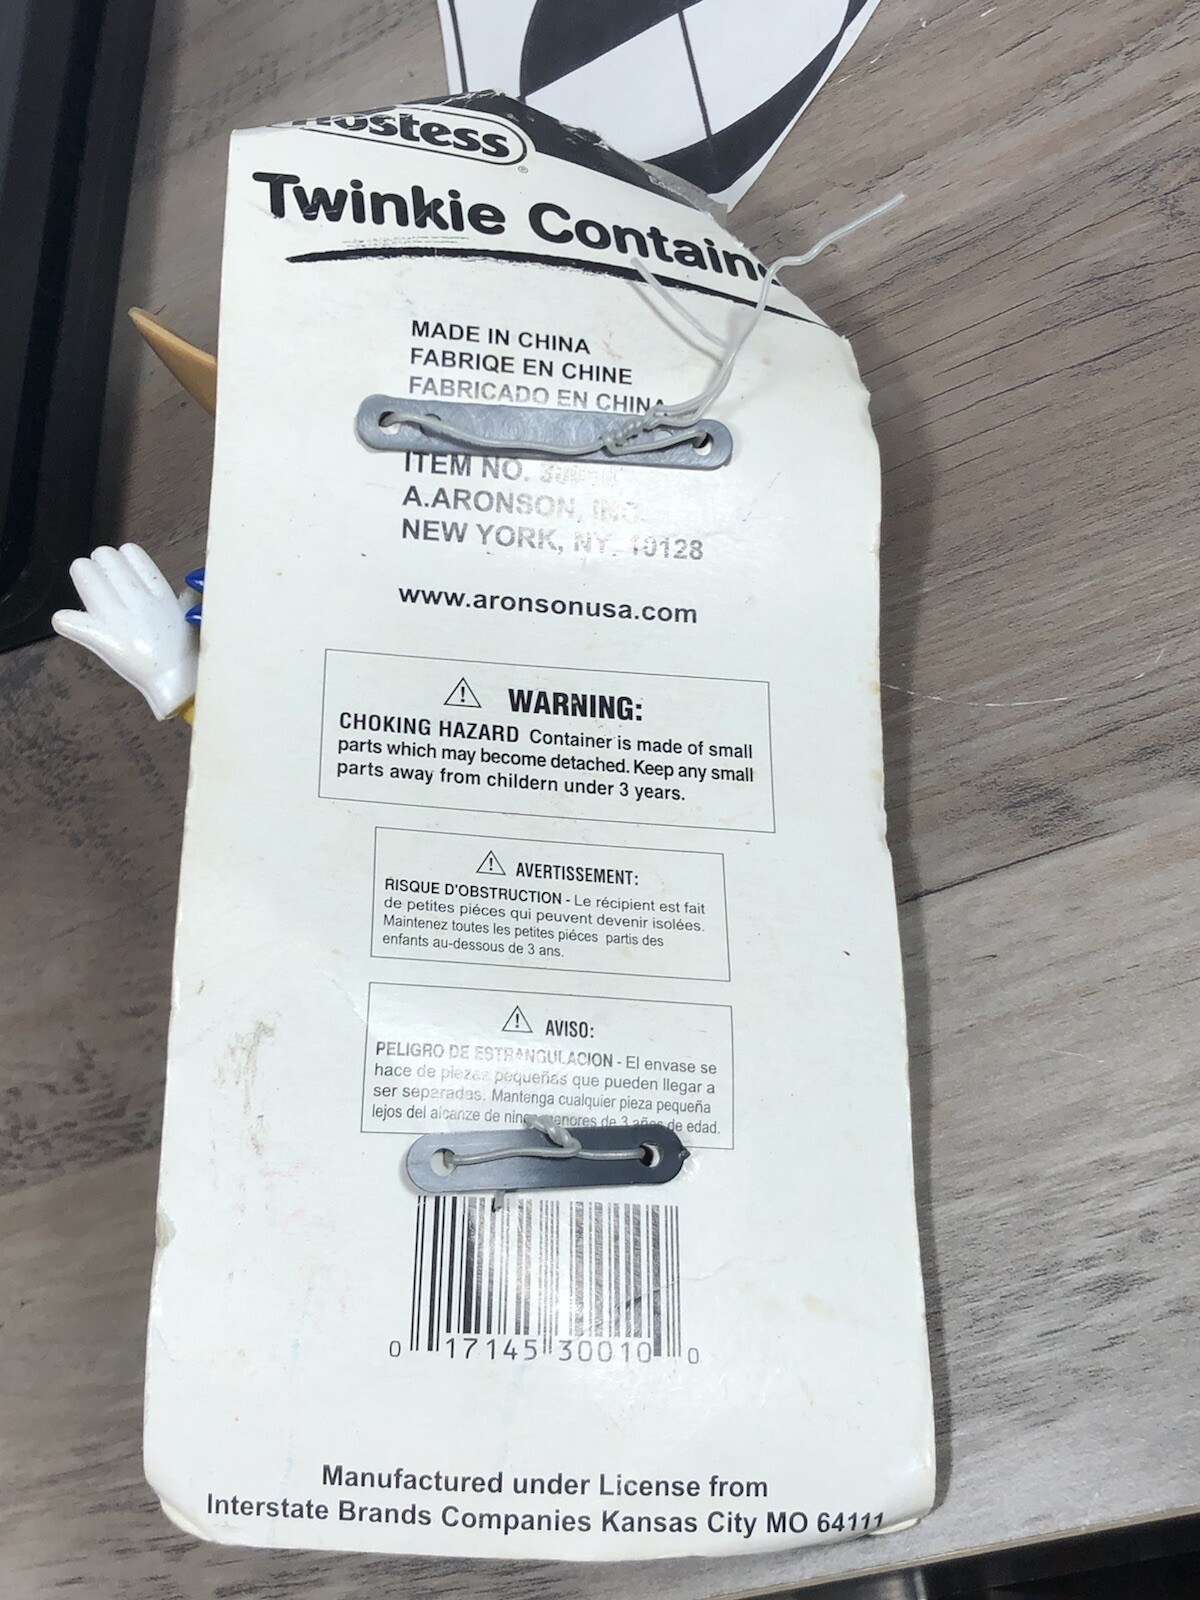 Hostess
Twinkie Contain
MADE IN CHINA
FABRIQE EN CHINE
FABRICADO EN CHINA
ITEM NO.
A.ARONSON, INC.
NEW YORK, NY 10128
www.aronsonusa.com
WARNING:
CHOKING HAZARD Container is made of small
parts which may become detached. Keep any small
parts away from childern under 3 years.
AVERTISSEMENT:
RISQUE D'OBSTRUCTION - Le récipient est fait
de petites piéces qui peuvent devenir isolées.
Maintenez toutes les petites piéces partis des
enfants au-dessous de 3 ans.
AVISO:
PELIGRO DE ESTRANGULACION - El envase se
hace de piezas pequeñas que pueden llegar a
ser separadas. Mantenga cualquier pieza pequeña
lejos del alcanze de menores de 3 años de edad.
0 17145 30010 0
Manufactured under License from
Interstate Brands Companies Kansas City MO 64111